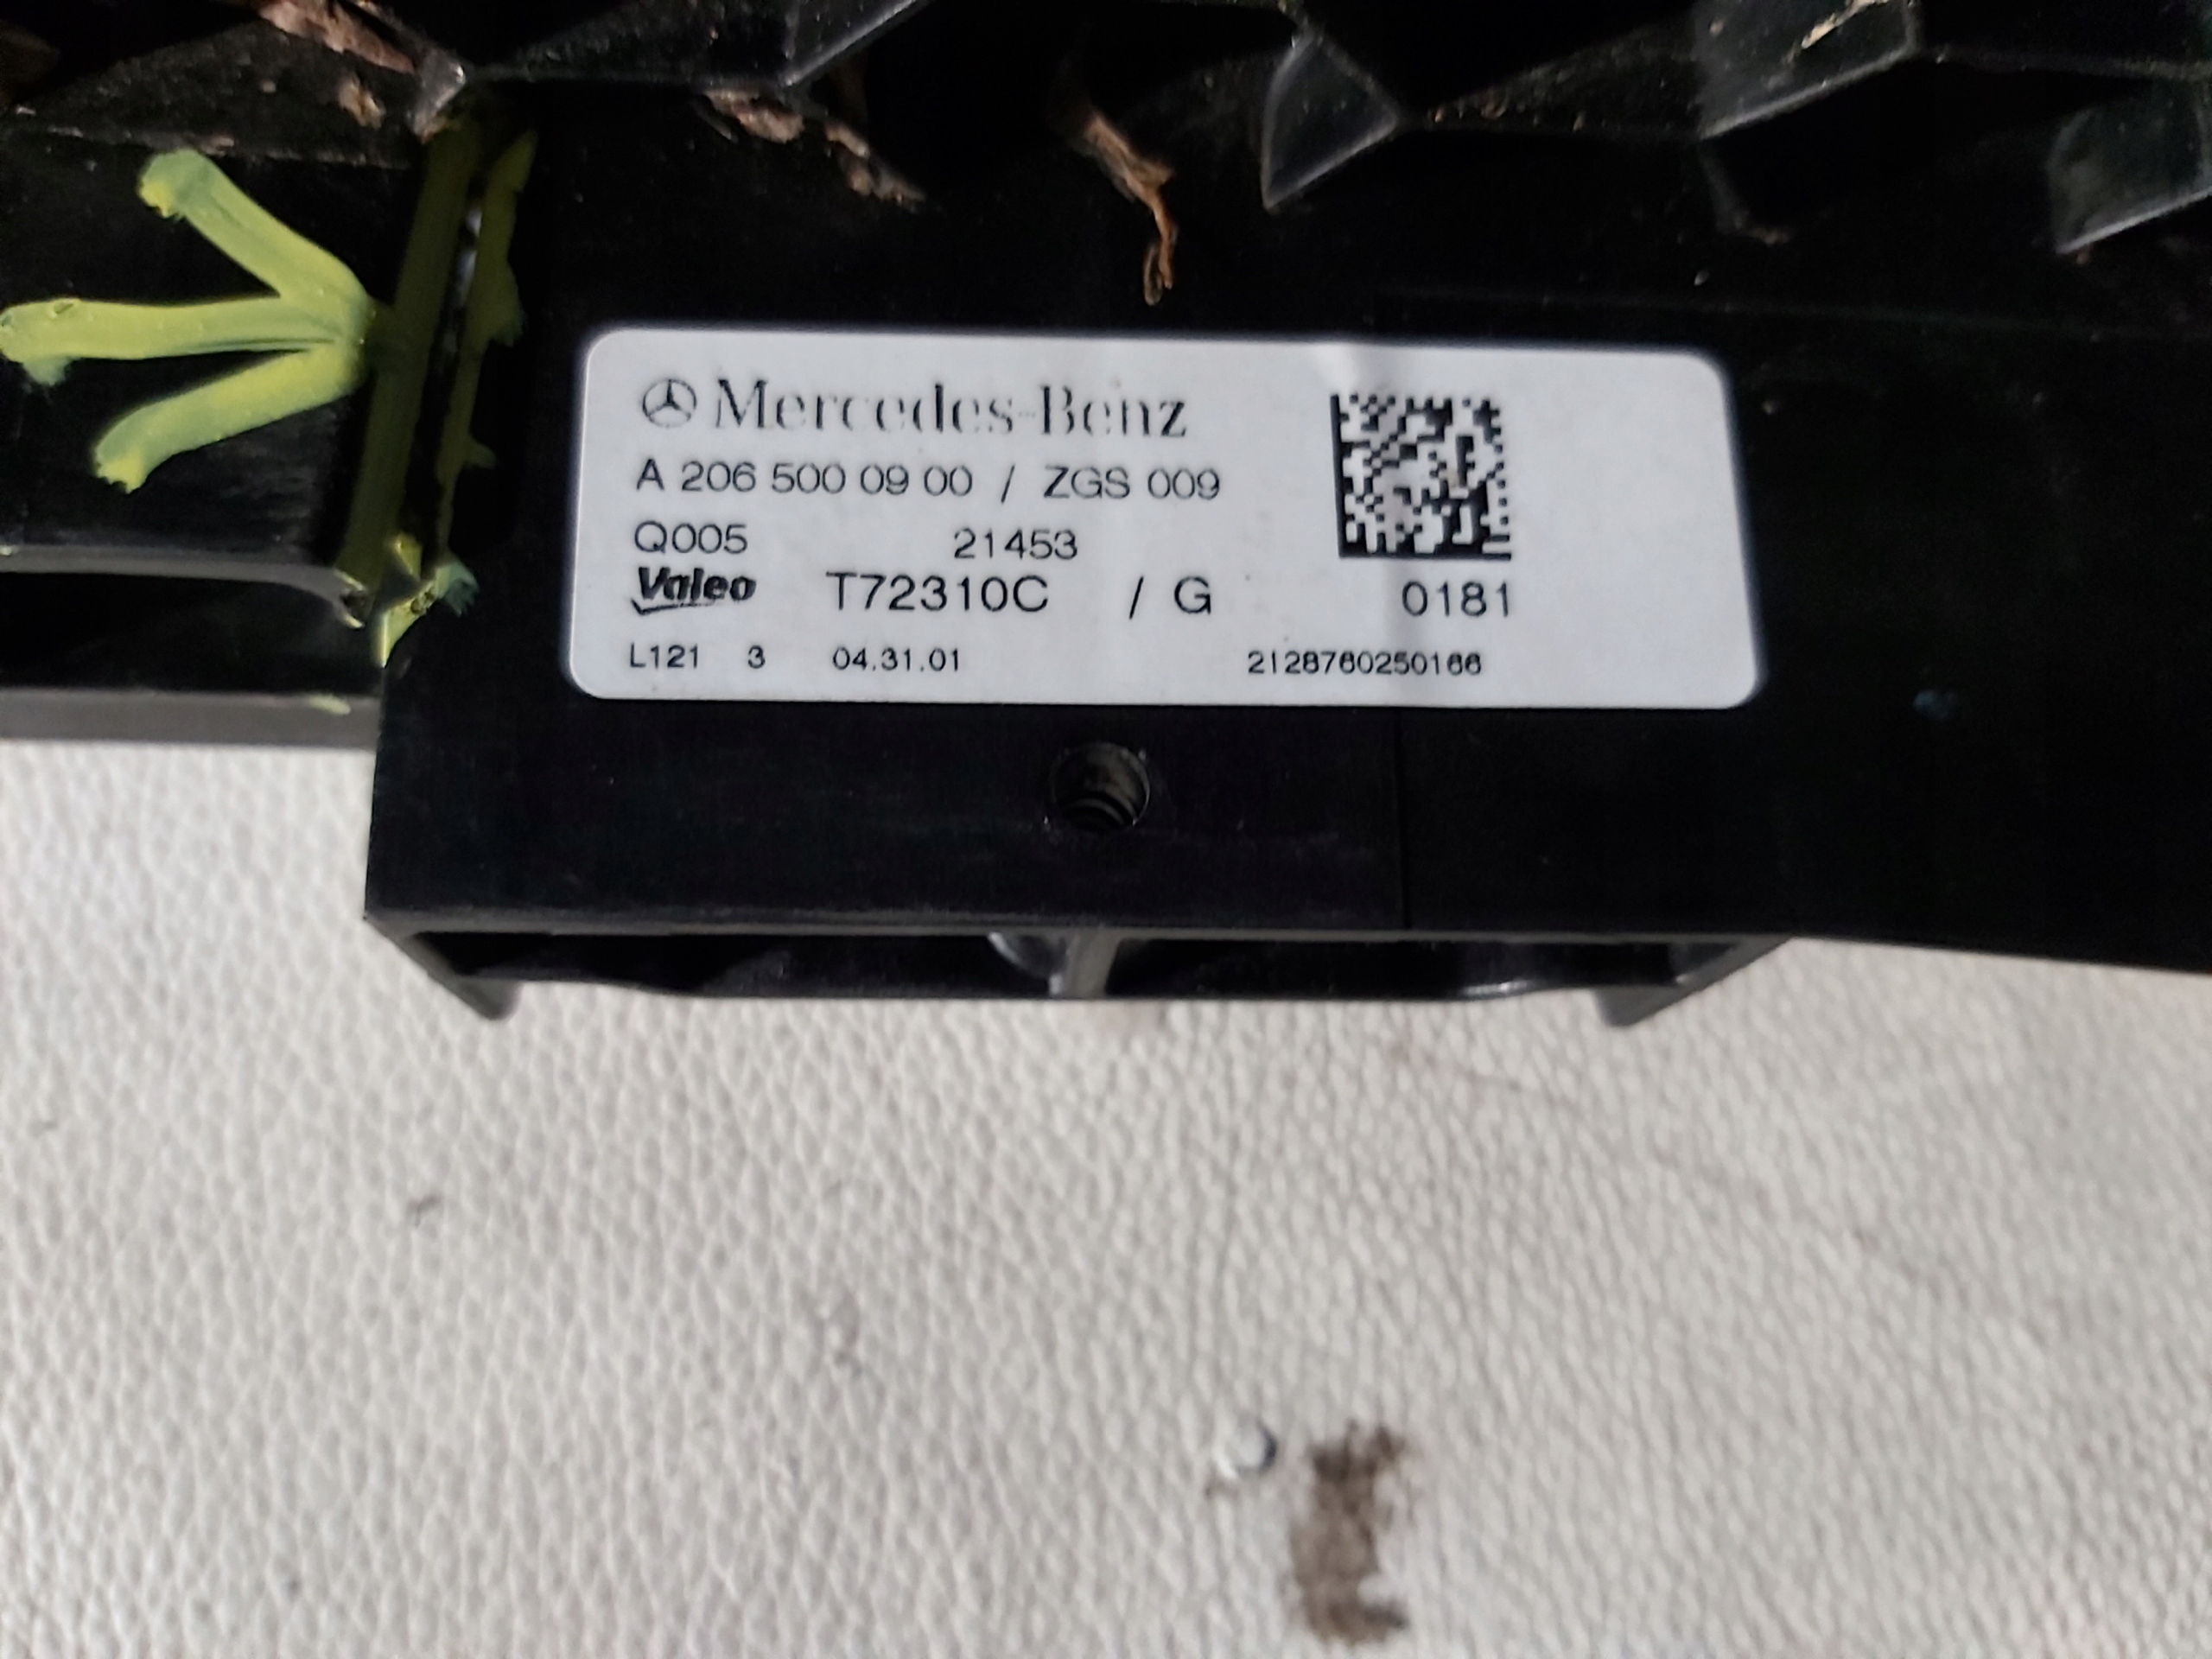 Mercedes-Benz
A 206 500 09 00 / ZGS 009
Q005 21453
Valeo T72310C / G 0181
L121 3 04.31.01 2128760250166